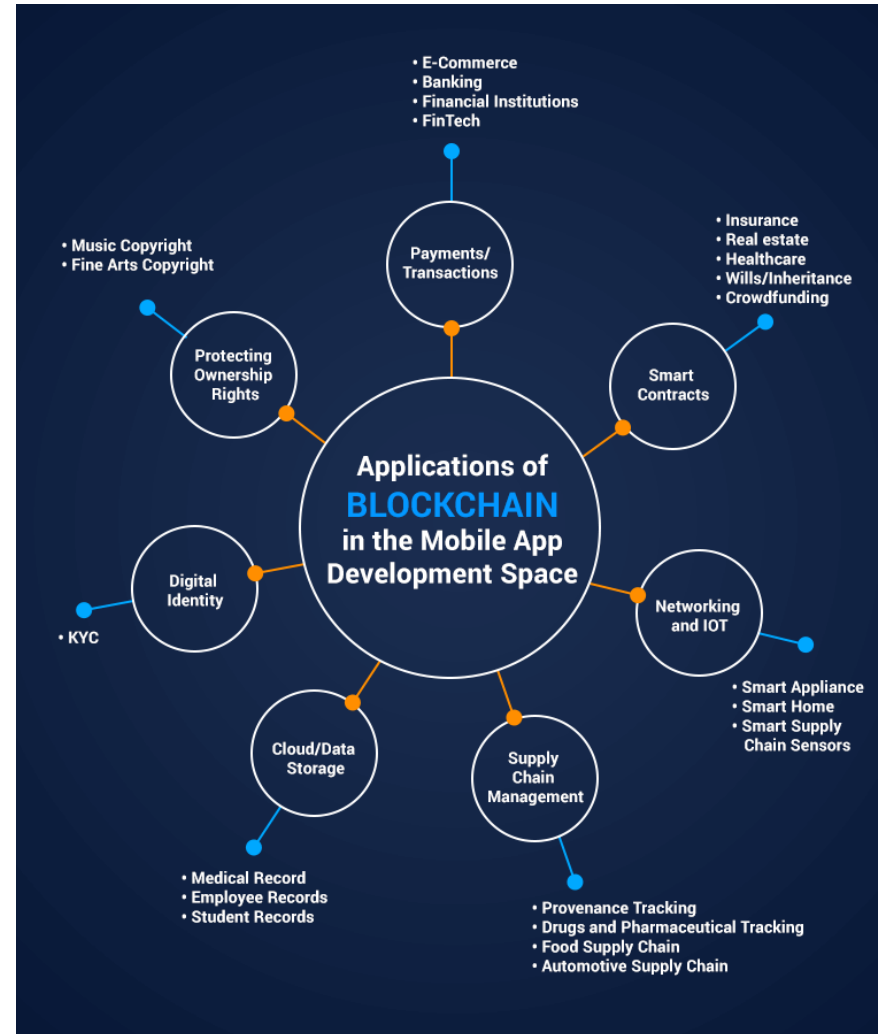 • E-Commerce
• Banking
• Financial Institutions
• FinTech
Payments/
Transactions
• Insurance
• Real estate
• Healthcare
• Wills/Inheritance
• Crowdfunding
Smart
Contracts
• Music Copyright
• Fine Arts Copyright
Protecting
Ownership
Rights
Applications of
BLOCKCHAIN
in the Mobile App
Development Space
Digital
Identity
• KYC
Networking
and IOT
• Smart Appliance
• Smart Home
• Smart Supply
Chain Sensors
Cloud/Data
Storage
• Medical Record
• Employee Records
• Student Records
Supply
Chain
Management
• Provenance Tracking
• Drugs and Pharmaceutical Tracking
• Food Supply Chain
• Automotive Supply Chain